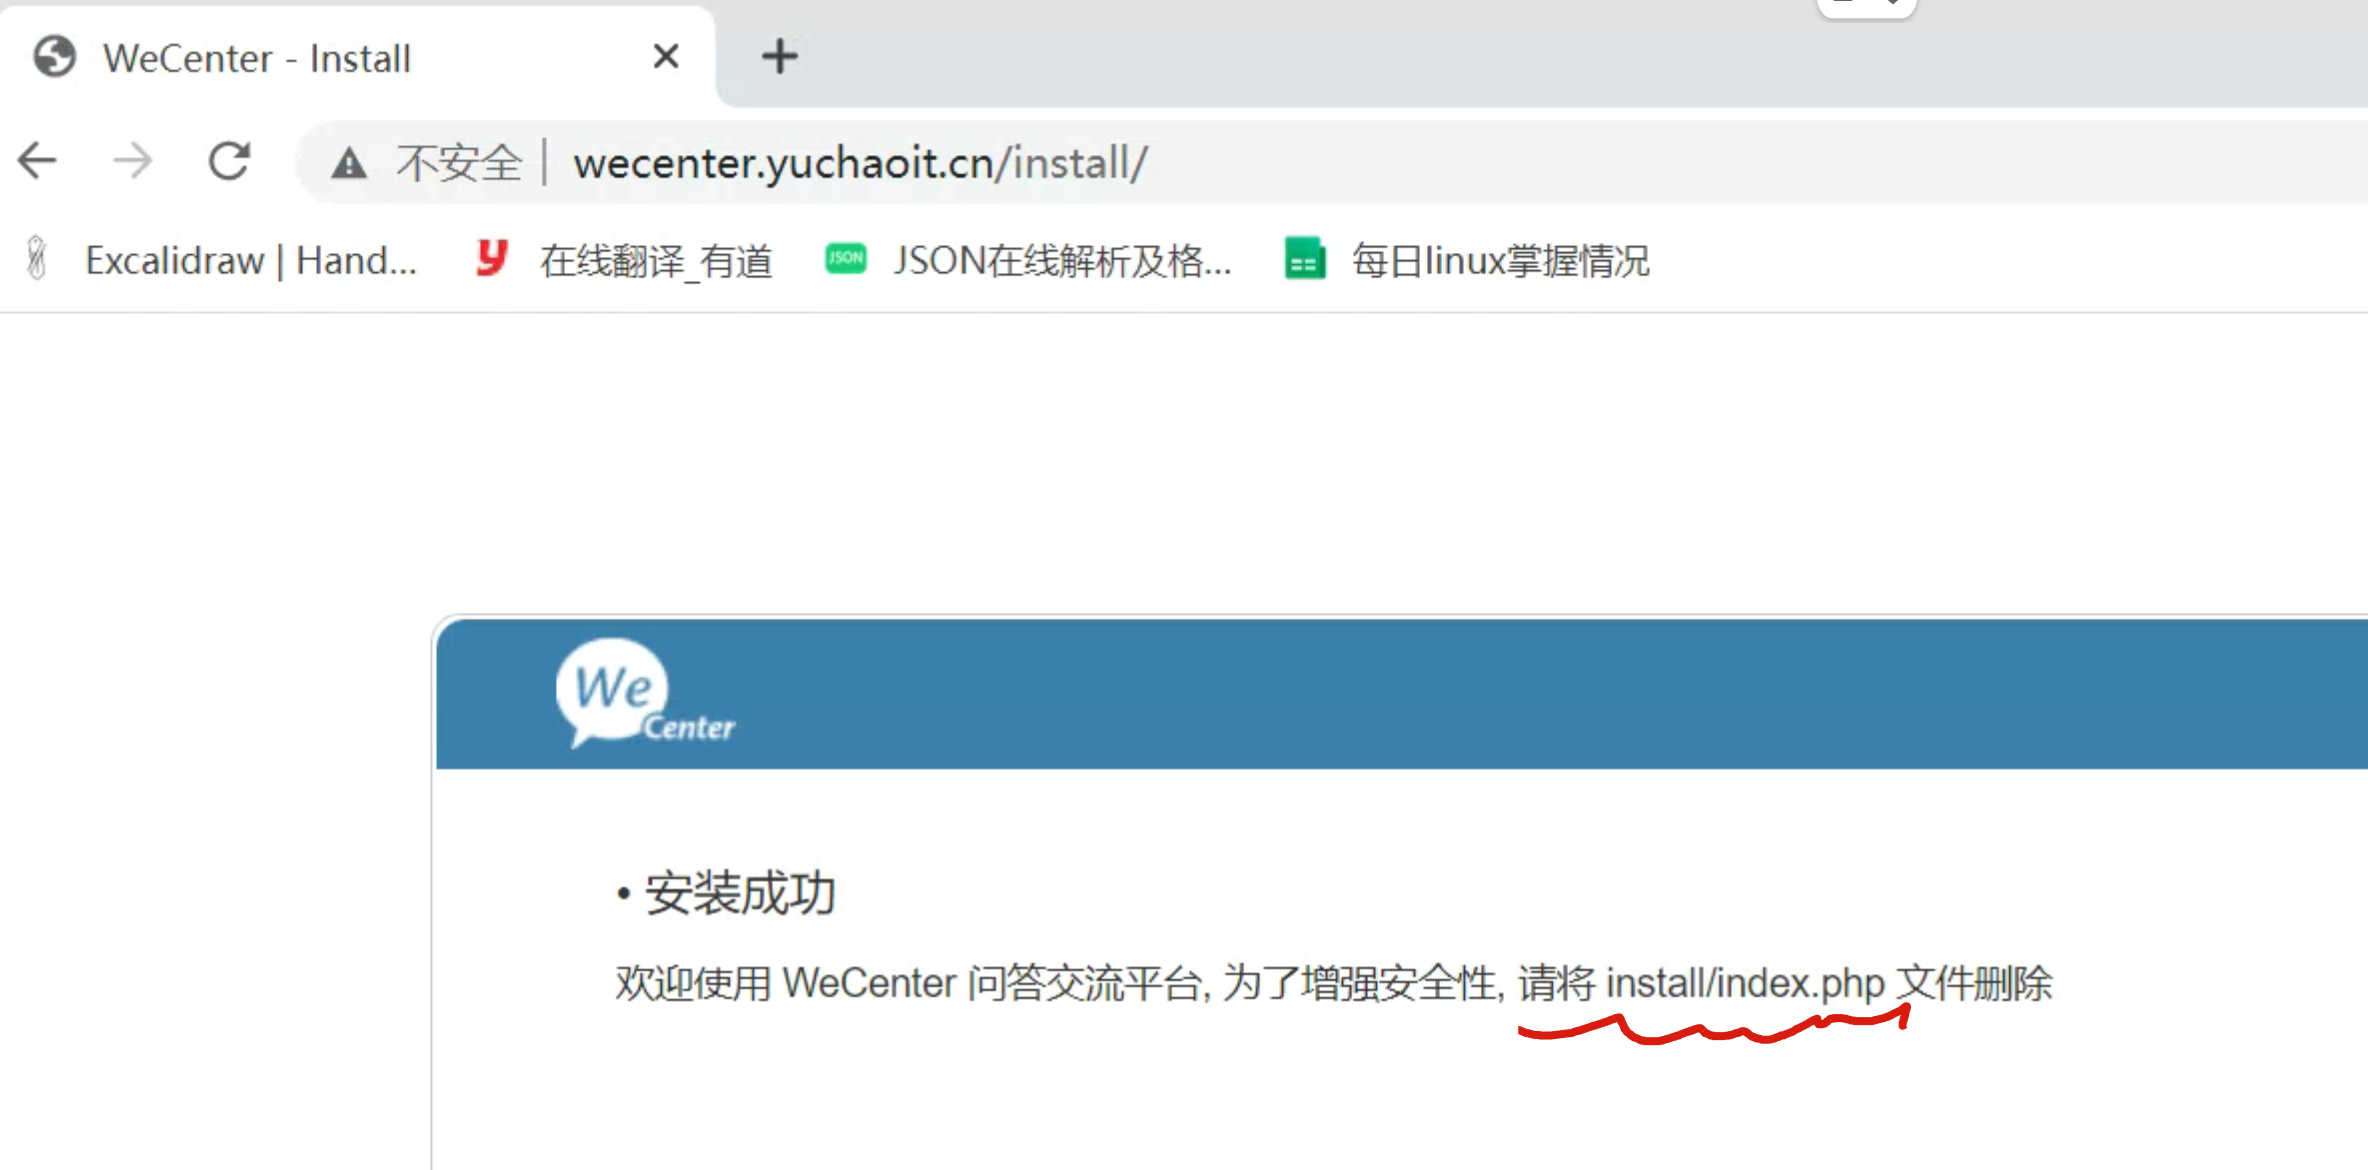 WeCenter - Install
不安全 | wecenter.yuchaoit.cn/install/
Excalidraw | Hand... 在线翻译_有道 JSON JSON在线解析及格... 每日linux掌握情况
We Center
• 安装成功
欢迎使用 WeCenter 问答交流平台, 为了增强安全性, 请将 install/index.php 文件删除